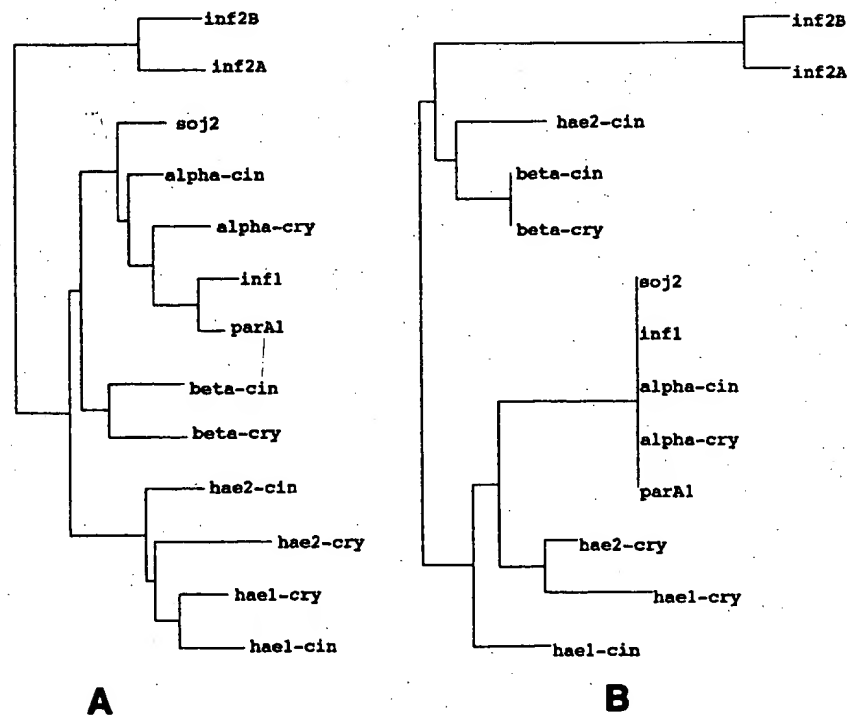 inf2B
inf2A
soj2
alpha-cin
alpha-cry
inf1
parA1
beta-cin
beta-cry
hae2-cin
hae2-cry
hae1-cry
hae1-cin
A
inf2B
inf2A
hae2-cin
beta-cin
beta-cry
soj2
inf1
alpha-cin
alpha-cry
parA1
hae2-cry
hae1-cry
hae1-cin
B